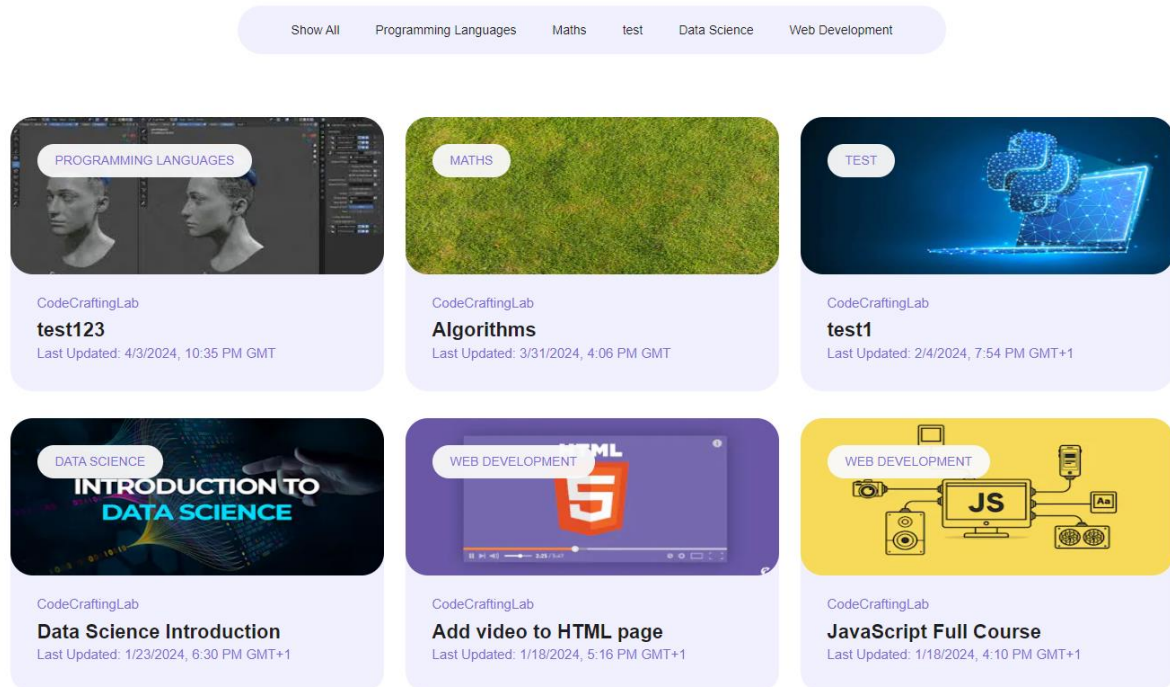 Show All Programming Languages Maths test Data Science Web Development
PROGRAMMING LANGUAGES
CodeCraftingLab
test123
Last Updated: 4/3/2024, 10:35 PM GMT
MATHS
CodeCraftingLab
Algorithms
Last Updated: 3/31/2024, 4:06 PM GMT
TEST
CodeCraftingLab
test1
Last Updated: 2/4/2024, 7:54 PM GMT+1
DATA SCIENCE
INTRODUCTION TO
DATA SCIENCE
CodeCraftingLab
Data Science Introduction
Last Updated: 1/23/2024, 6:30 PM GMT+1
WEB DEVELOPMENT
5
CodeCraftingLab
Add video to HTML page
Last Updated: 1/18/2024, 5:16 PM GMT+1
WEB DEVELOPMENT
JS
Aa
CodeCraftingLab
JavaScript Full Course
Last Updated: 1/18/2024, 4:10 PM GMT+1